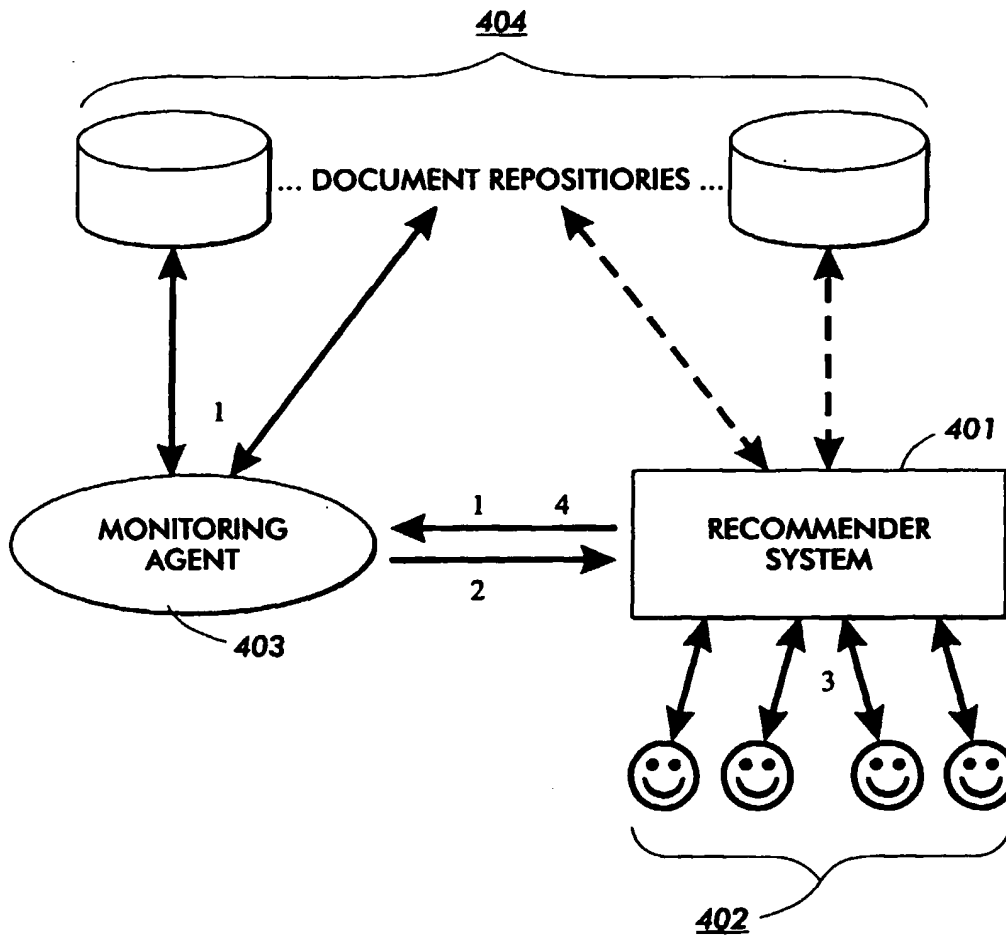 404
... DOCUMENT REPOSITIORIES ...
1
401
MONITORING
AGENT
1 4
2
RECOMMENDER
SYSTEM
403
3
402